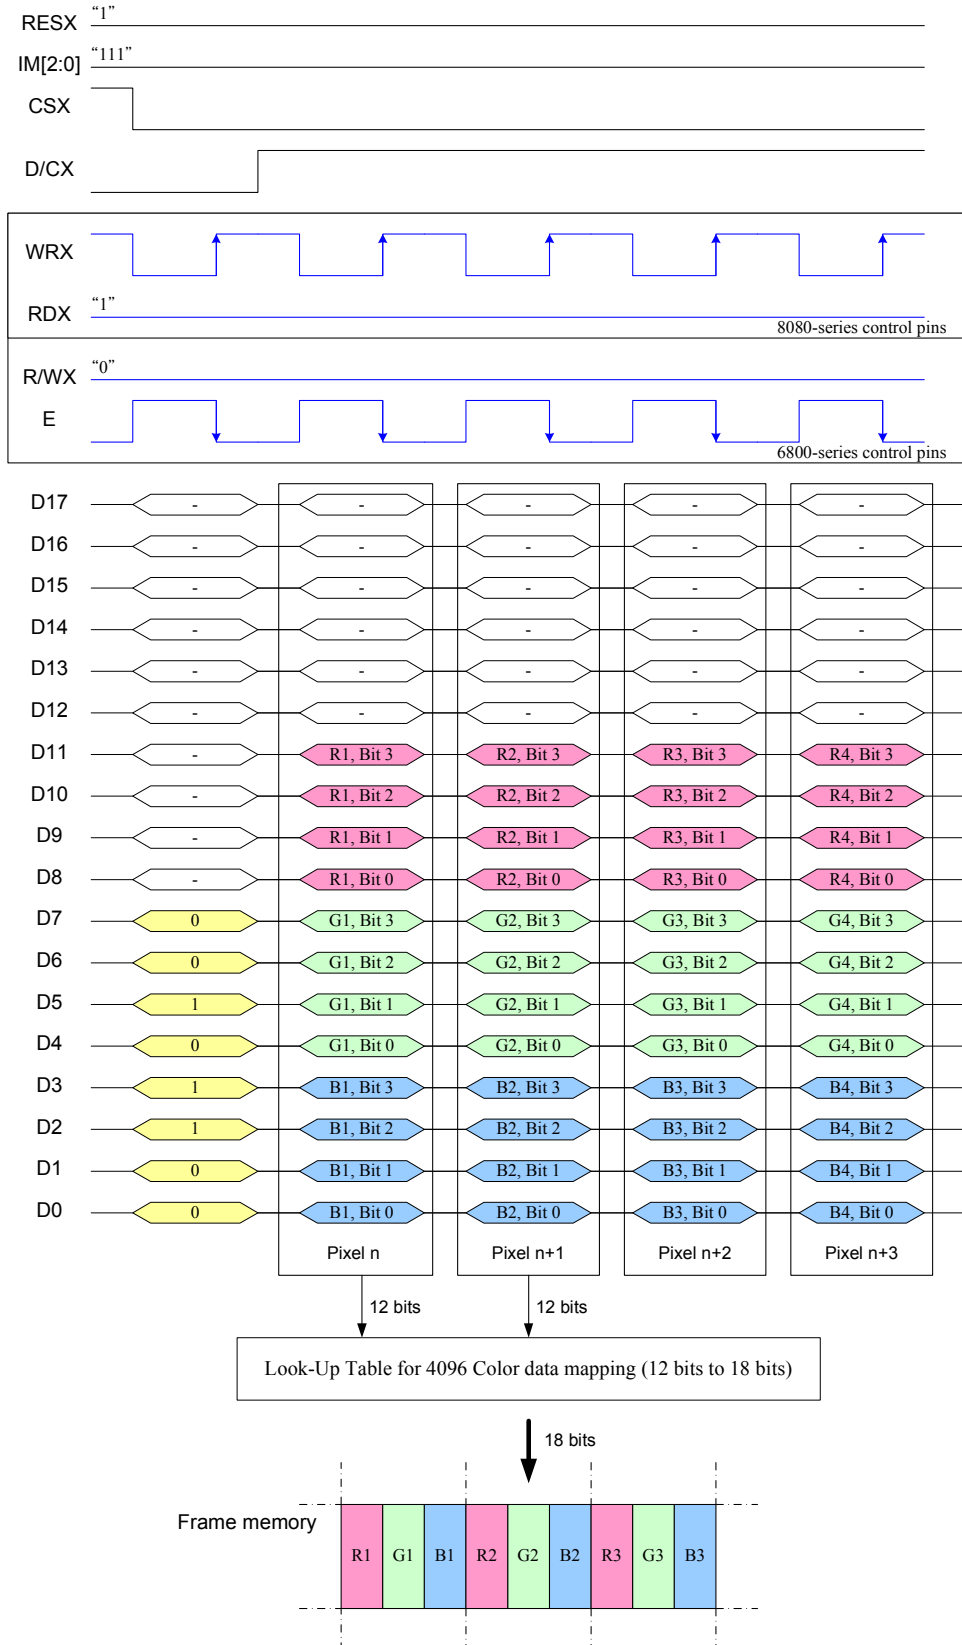 RESX "1"
IM[2:0] "111"
CSX
D/CX
WRX
RDX "1"
8080-series control pins
R/WX "0"
E
6800-series control pins
D17 - - - - -
D16 - - - - -
D15 - - - - -
D14 - - - - -
D13 - - - - -
D12 - - - - -
D11 - R1, Bit 3 R2, Bit 3 R3, Bit 3 R4, Bit 3
D10 - R1, Bit 2 R2, Bit 2 R3, Bit 2 R4, Bit 2
D9 - R1, Bit 1 R2, Bit 1 R3, Bit 1 R4, Bit 1
D8 - R1, Bit 0 R2, Bit 0 R3, Bit 0 R4, Bit 0
D7 0 G1, Bit 3 G2, Bit 3 G3, Bit 3 G4, Bit 3
D6 0 G1, Bit 2 G2, Bit 2 G3, Bit 2 G4, Bit 2
D5 1 G1, Bit 1 G2, Bit 1 G3, Bit 1 G4, Bit 1
D4 0 G1, Bit 0 G2, Bit 0 G3, Bit 0 G4, Bit 0
D3 1 B1, Bit 3 B2, Bit 3 B3, Bit 3 B4, Bit 3
D2 1 B1, Bit 2 B2, Bit 2 B3, Bit 2 B4, Bit 2
D1 0 B1, Bit 1 B2, Bit 1 B3, Bit 1 B4, Bit 1
D0 0 B1, Bit 0 B2, Bit 0 B3, Bit 0 B4, Bit 0
Pixel n Pixel n+1 Pixel n+2 Pixel n+3
12 bits 12 bits
Look-Up Table for 4096 Color data mapping (12 bits to 18 bits)
18 bits
Frame memory
R1 G1 B1 R2 G2 B2 R3 G3 B3